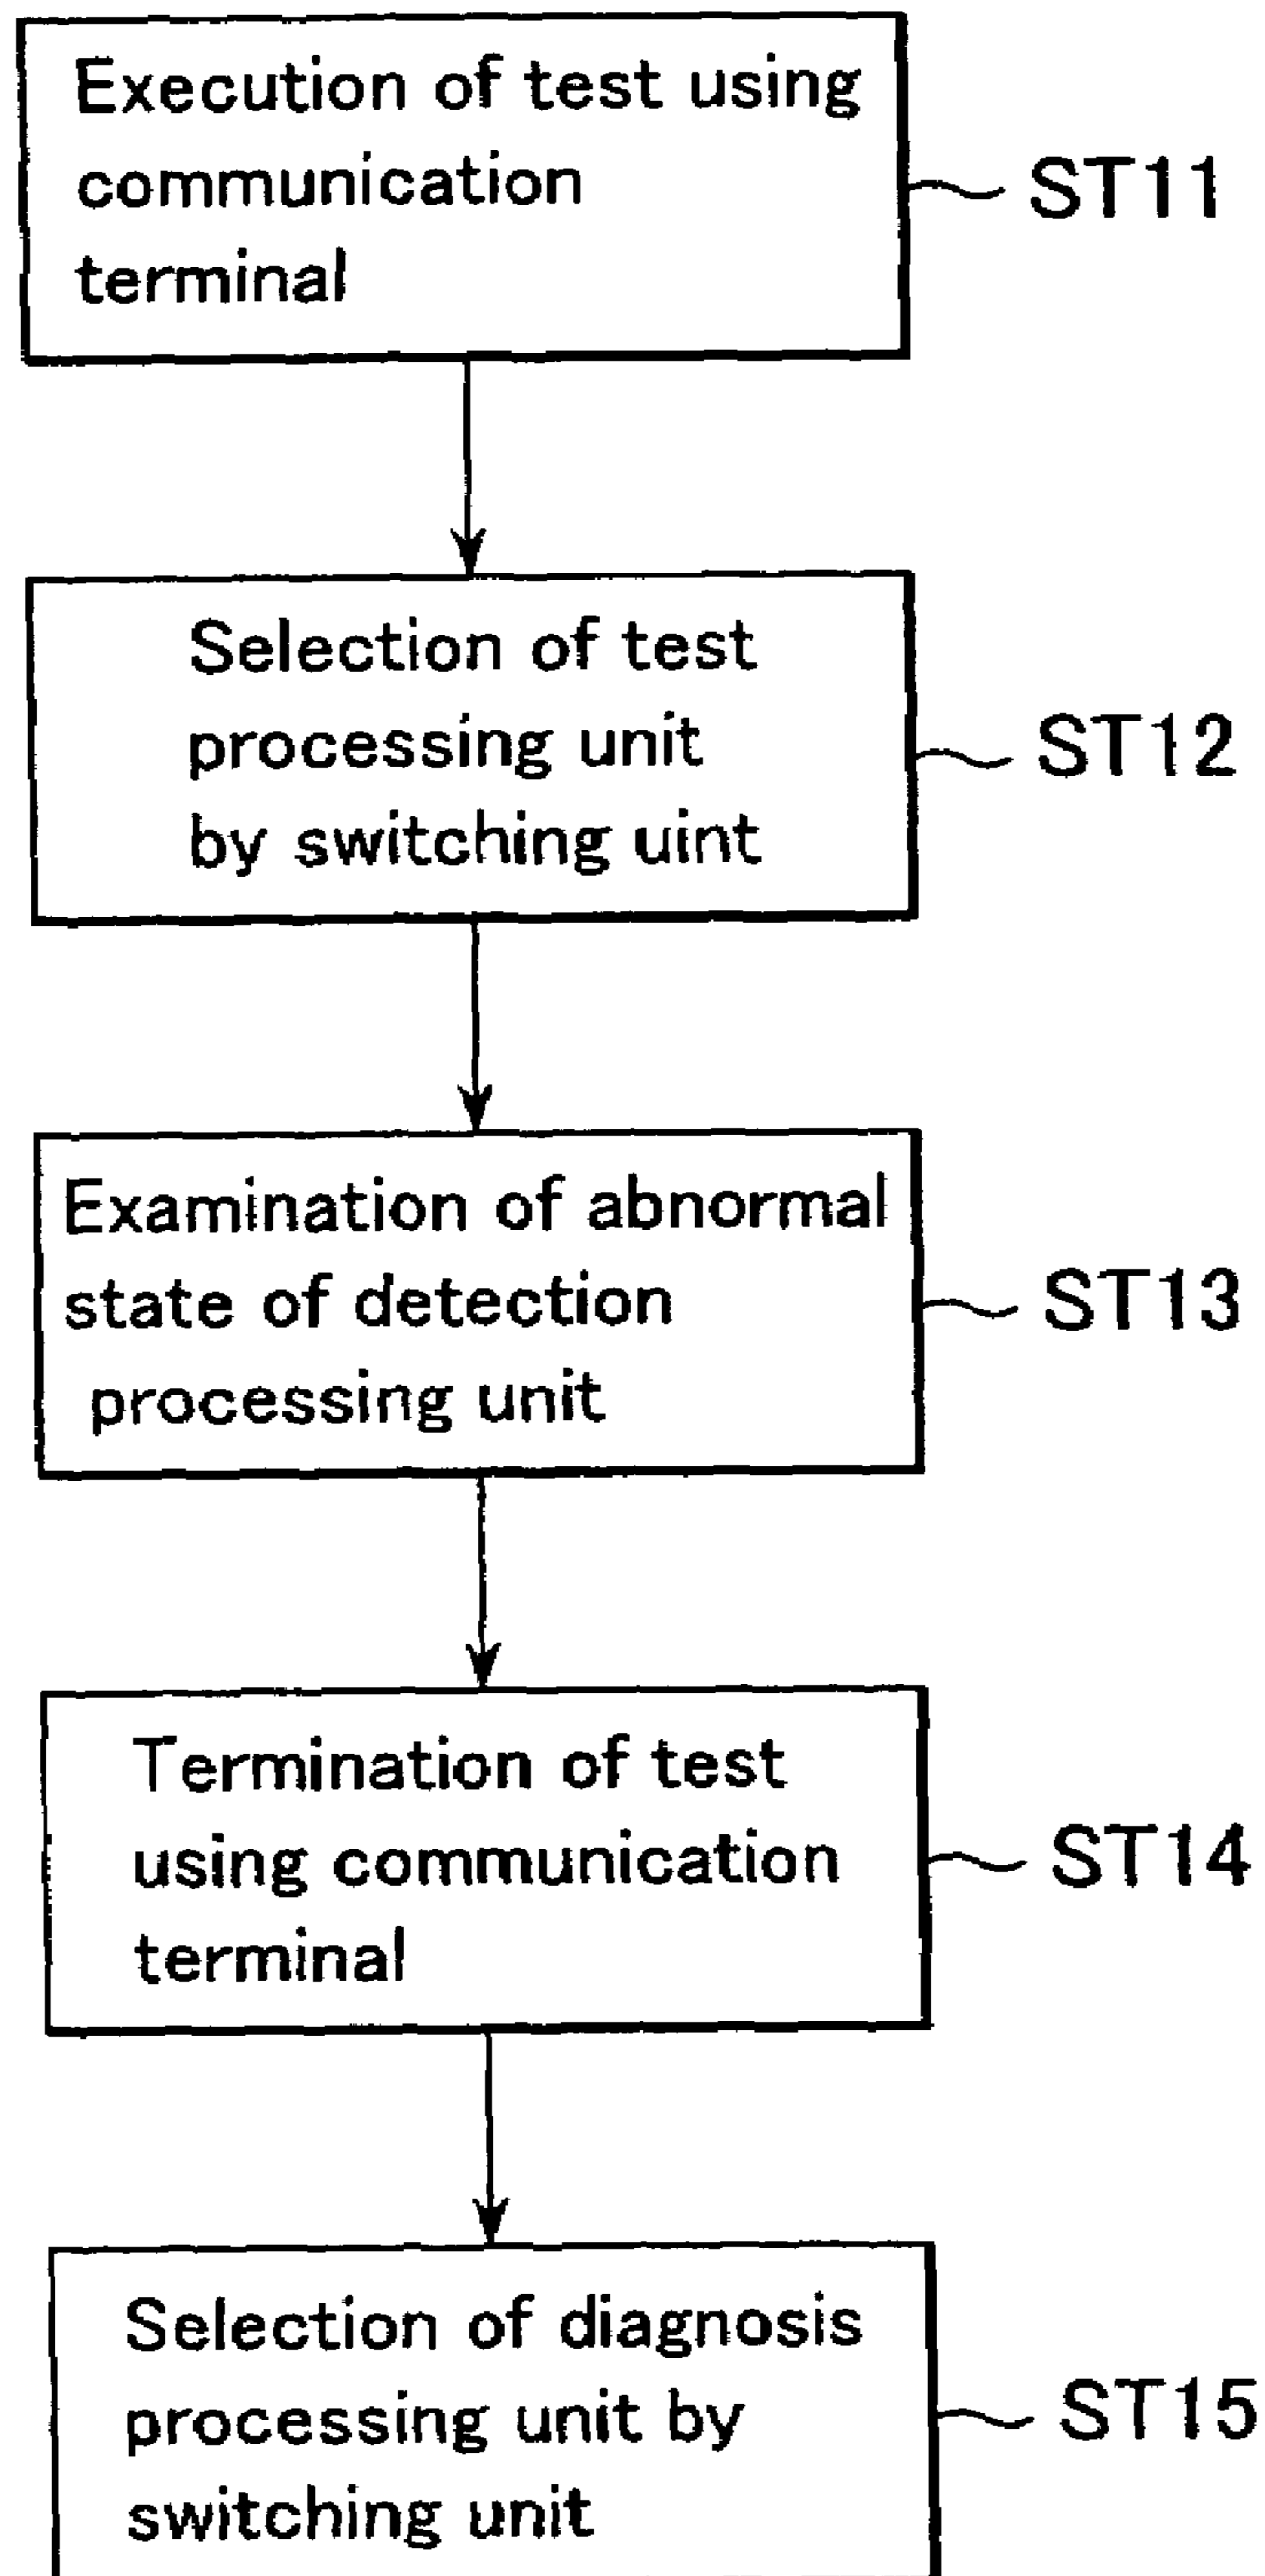 Execution of test using
communication
terminal
ST11
Selection of test
processing unit
by switching uint
ST12
Examination of abnormal
state of detection
processing unit
ST13
Termination of test
using communication
terminal
ST14
Selection of diagnosis
processing unit by
switching unit
ST15